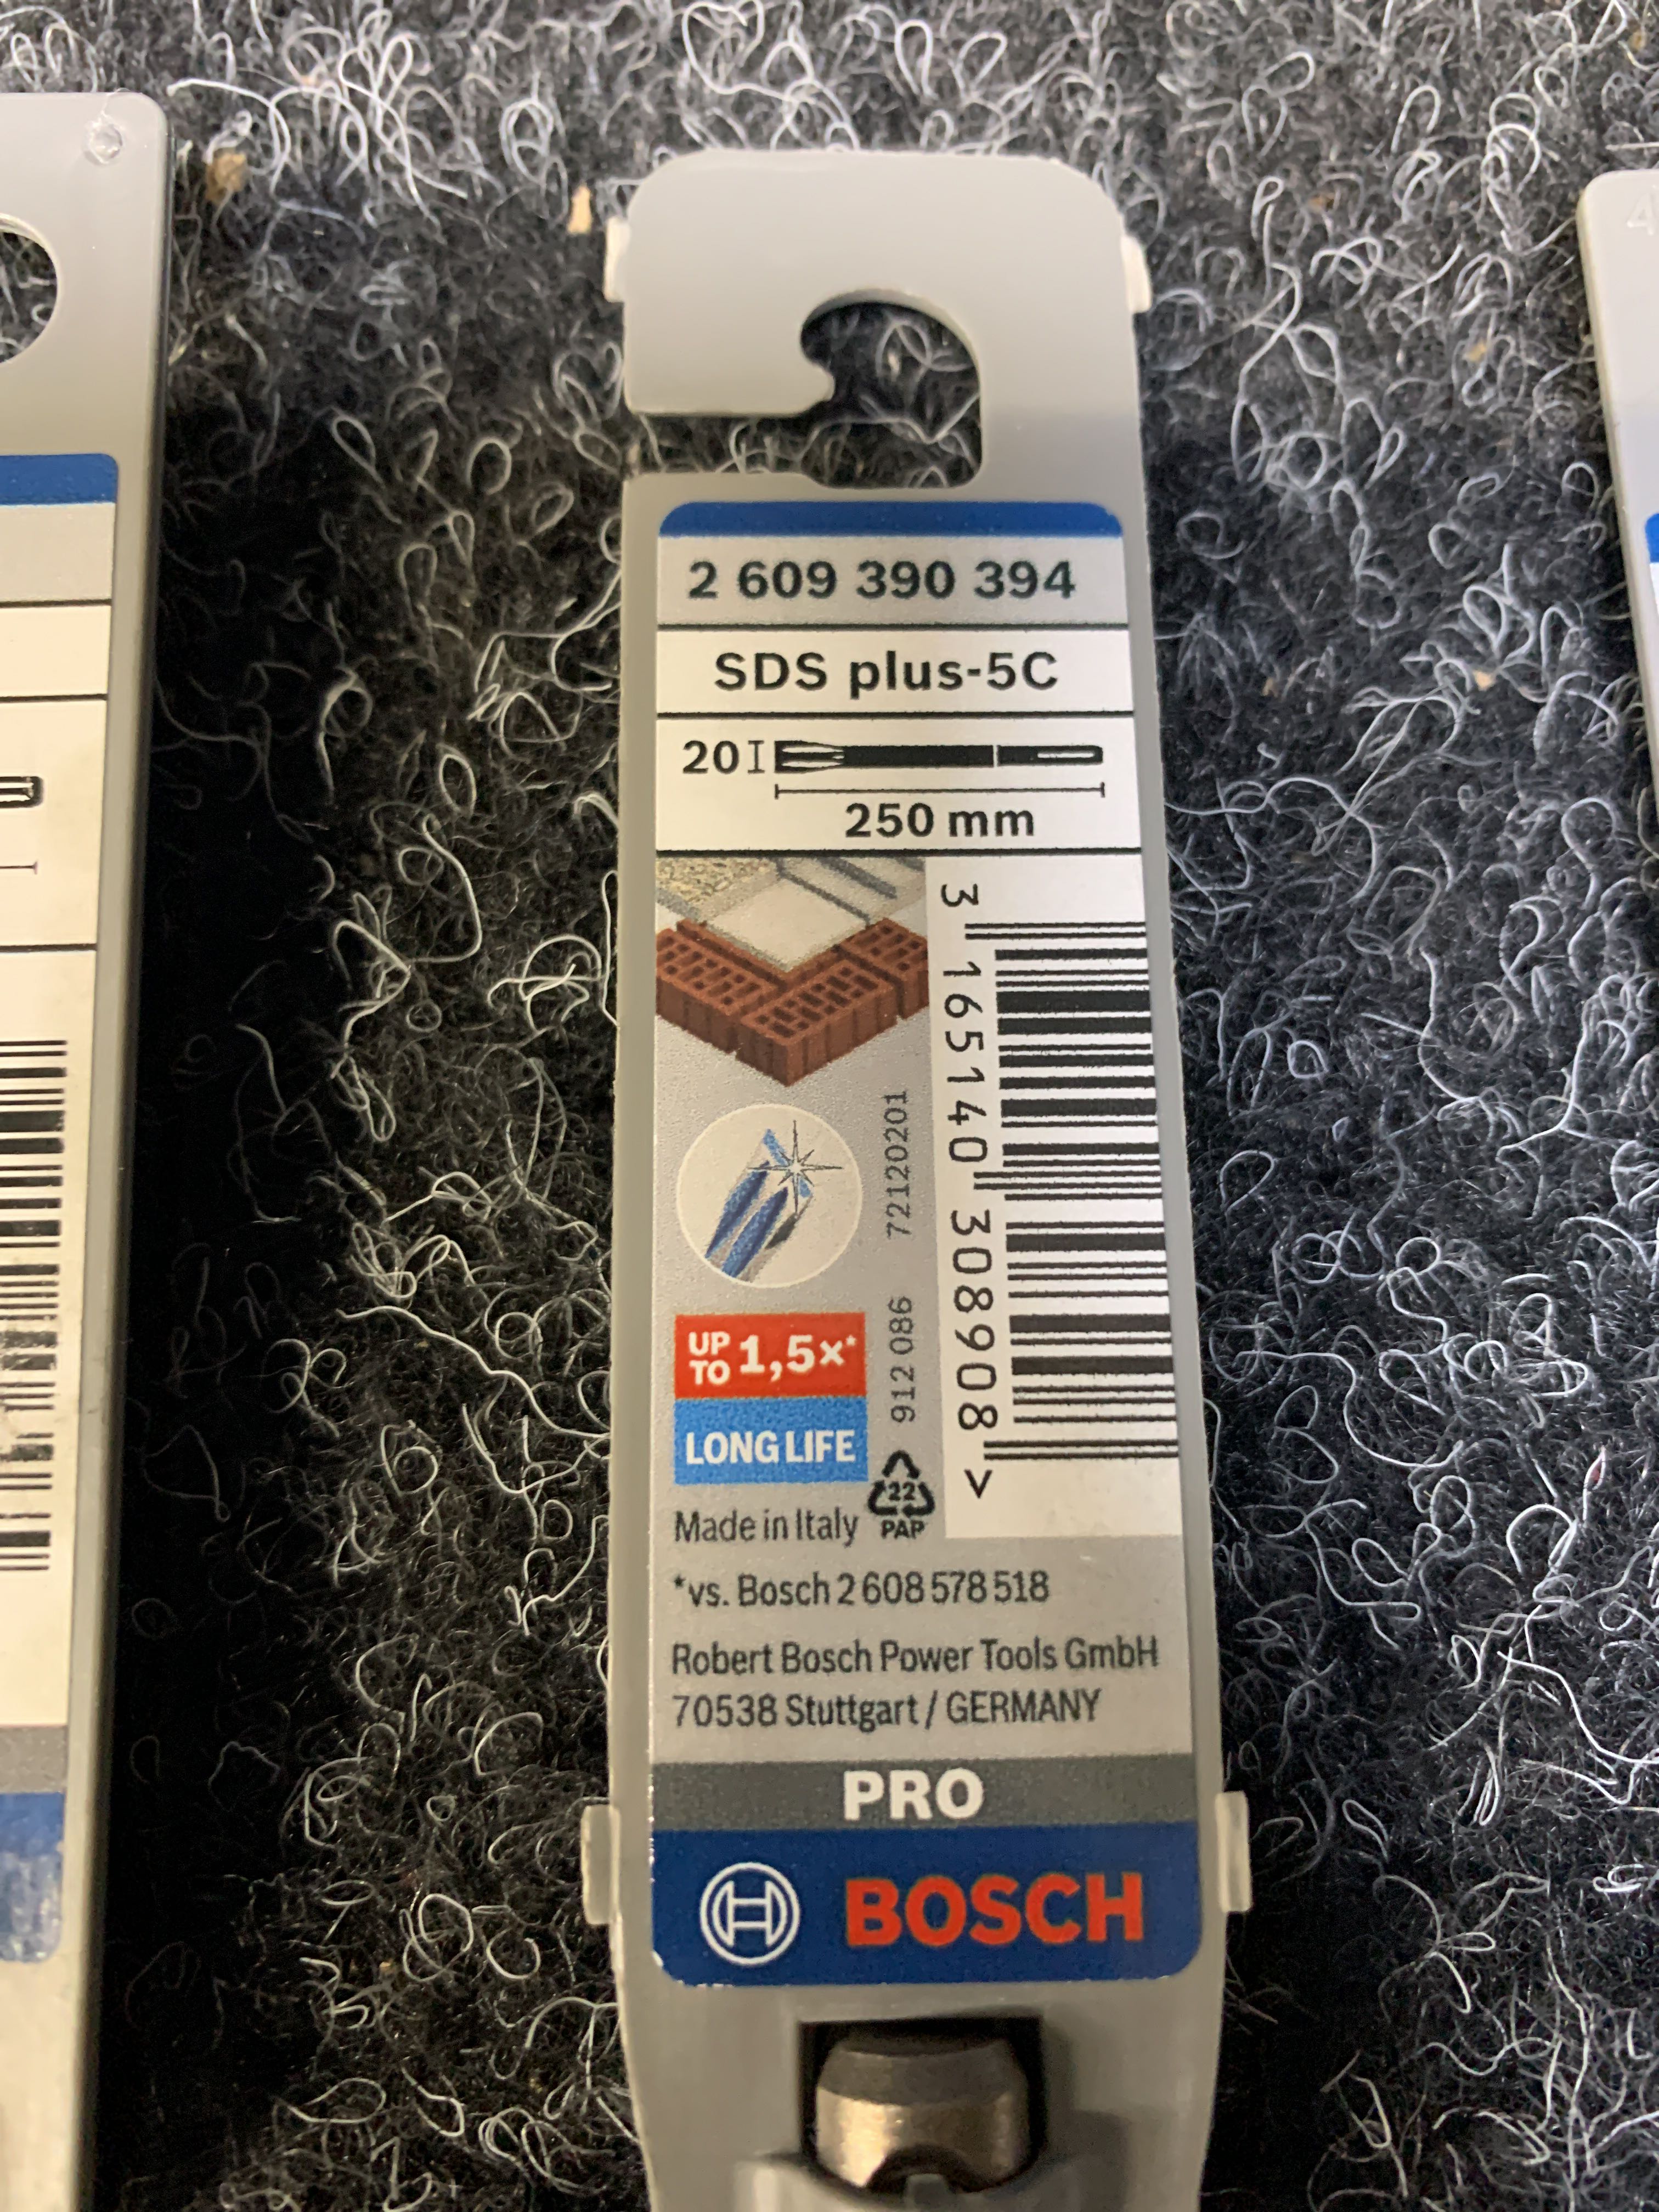 2 609 390 394
SDS plus-5C
20
250 mm
3 165140 308908 >
72120201
912 086
UP TO 1,5x*
LONG LIFE
22
PAP
Made in Italy
*vs. Bosch 2 608 578 518
Robert Bosch Power Tools GmbH
70538 Stuttgart / GERMANY
PRO
BOSCH
4